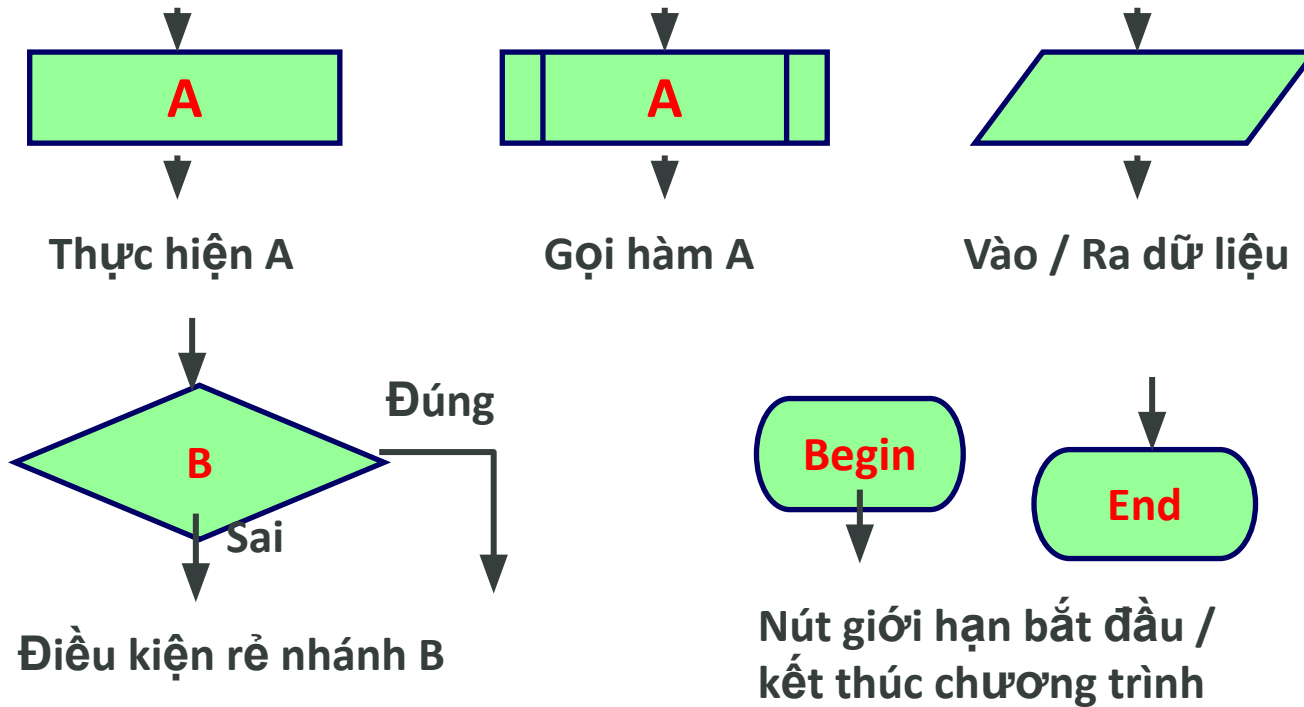 A
A
Thực hiện A
Gọi hàm A
Vào / Ra dữ liệu
Đúng
B
Sai
Begin
End
Điều kiện rẻ nhánh B
Nút giới hạn bắt đầu /
kết thúc chương trình